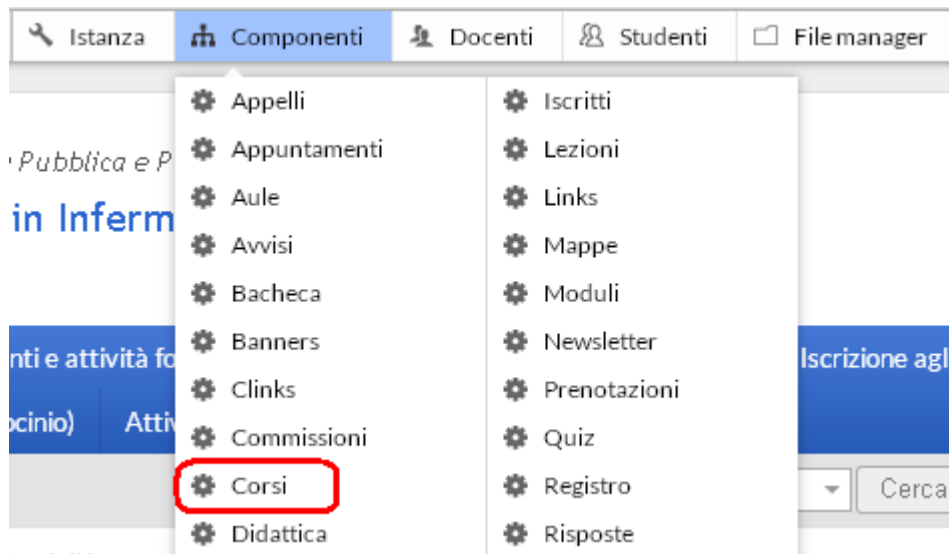 Istanza Componenti Docenti Studenti File manager
Appelli Iscritti
Appuntamenti Lezioni
Pubblica e P
Aule Links
in Inferm
Avvisi Mappe
Bacheca Moduli
Banners Newsletter
nti e attività fo Iscrizione agl
Clinks Prenotazioni
ocinio) Attiv
Commissioni Quiz
Corsi Registro
Cerca
Didattica Risposte